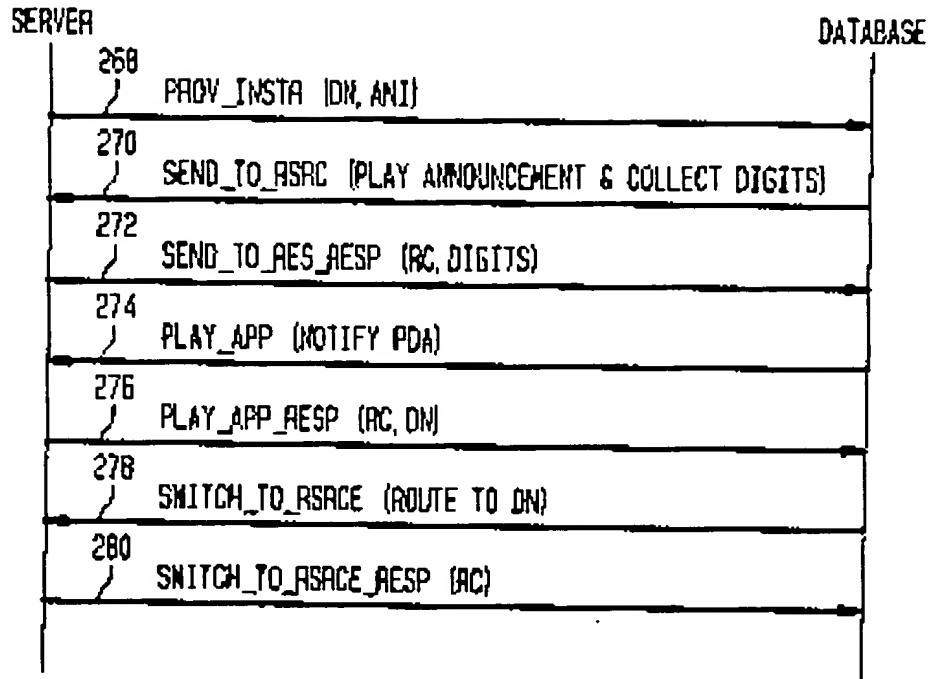 SERVER
DATABASE
268
PROV_INSTR (DN, ANI)
270
SEND_TO_RSRC (PLAY ANNOUNCEMENT & COLLECT DIGITS)
272
SEND_TO_RES_RESP (RC, DIGITS)
274
PLAY_APP (NOTIFY PDA)
276
PLAY_APP_RESP (RC, DN)
278
SWITCH_TO_RSRCE (ROUTE TO DN)
280
SWITCH_TO_RSRCE_RESP (RC)